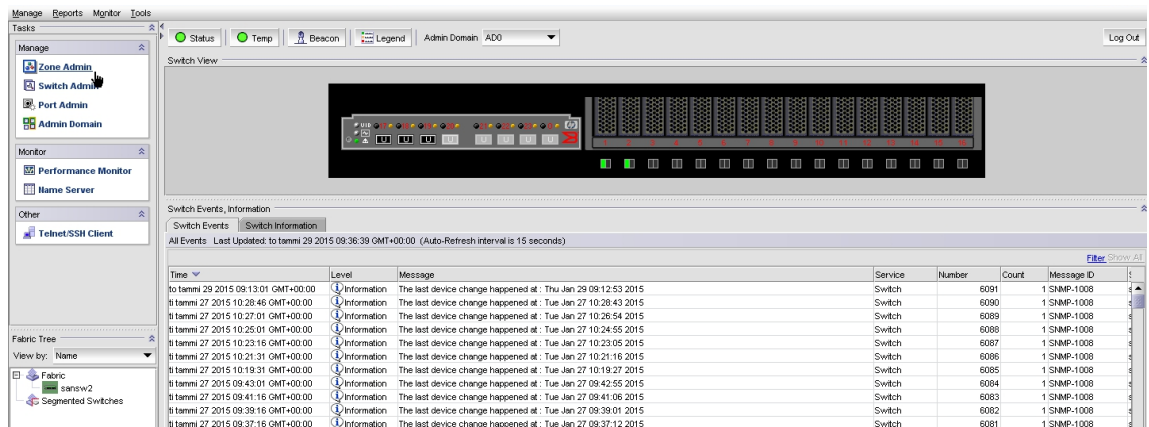 Manage Reports Monitor Tools
Tasks
Manage
Zone Admin
Switch Admin
Port Admin
Admin Domain
Monitor
Performance Monitor
Name Server
Other
Telnet/SSH Client
Fabric Tree
View by: Name
Fabric
sansw2
Segmented Switches
Status Temp Beacon Legend Admin Domain AD0 Log Out
Switch View
UID
hp
1 2 3 4 5 6 7 8 9 10 11 12 13 14 15 16
Switch Events, Information
Switch Events Switch Information
All Events Last Updated: to tammi 29 2015 09:36:39 GMT+00:00 (Auto-Refresh interval is 15 seconds)
Filter Show All
Time Level Message Service Number Count Message ID
to tammi 29 2015 09:13:01 GMT+00:00 Information The last device change happened at : Thu Jan 29 09:12:53 2015 Switch 6091 1 SNMP-1008
ti tammi 27 2015 10:28:46 GMT+00:00 Information The last device change happened at : Tue Jan 27 10:28:43 2015 Switch 6090 1 SNMP-1008
ti tammi 27 2015 10:27:01 GMT+00:00 Information The last device change happened at : Tue Jan 27 10:26:54 2015 Switch 6089 1 SNMP-1008
ti tammi 27 2015 10:25:01 GMT+00:00 Information The last device change happened at : Tue Jan 27 10:24:55 2015 Switch 6088 1 SNMP-1008
ti tammi 27 2015 10:23:16 GMT+00:00 Information The last device change happened at : Tue Jan 27 10:23:05 2015 Switch 6087 1 SNMP-1008
ti tammi 27 2015 10:21:31 GMT+00:00 Information The last device change happened at : Tue Jan 27 10:21:16 2015 Switch 6086 1 SNMP-1008
ti tammi 27 2015 10:19:31 GMT+00:00 Information The last device change happened at : Tue Jan 27 10:19:27 2015 Switch 6085 1 SNMP-1008
ti tammi 27 2015 09:43:01 GMT+00:00 Information The last device change happened at : Tue Jan 27 09:42:55 2015 Switch 6084 1 SNMP-1008
ti tammi 27 2015 09:41:16 GMT+00:00 Information The last device change happened at : Tue Jan 27 09:41:06 2015 Switch 6083 1 SNMP-1008
ti tammi 27 2015 09:39:16 GMT+00:00 Information The last device change happened at : Tue Jan 27 09:39:01 2015 Switch 6082 1 SNMP-1008
ti tammi 27 2015 09:37:16 GMT+00:00 Information The last device change happened at : Tue Jan 27 09:37:12 2015 Switch 6081 1 SNMP-1008